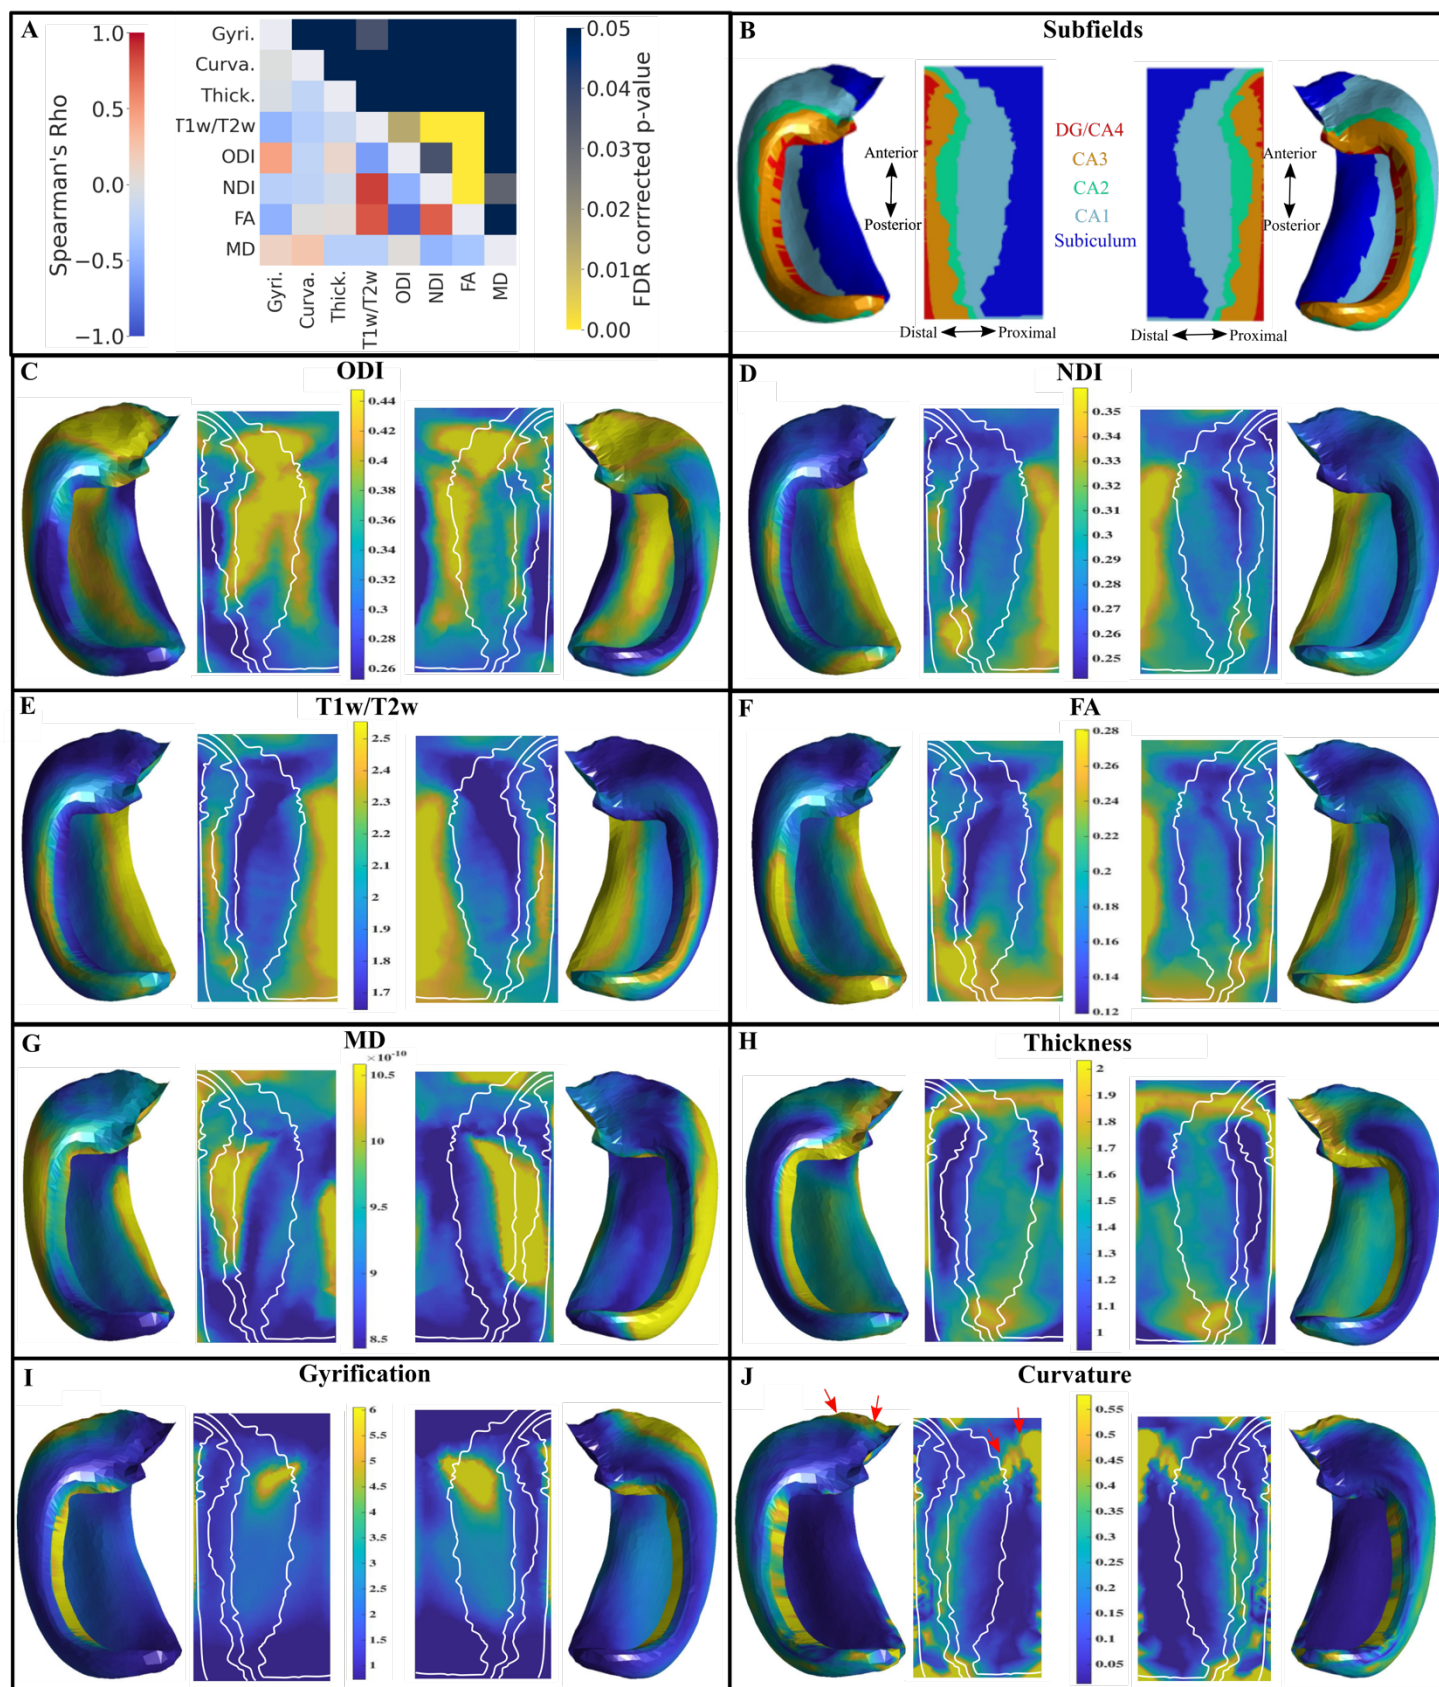 A
1.0
0.5
0.0
−0.5
−1.0
Spearman's Rho
Gyri.
Curva.
Thick.
T1w/T2w
ODI
NDI
FA
MD
Gyri.
Curva.
Thick.
T1w/T2w
ODI
NDI
FA
MD
0.05
0.04
0.03
0.02
0.01
0.00
FDR corrrected p-value
B
Subfields
DG/CA4
CA3
CA2
CA1
Subiculum
Anterior
Posterior
Anterior
Posterior
Distal
Proximal
Distal
Proximal
C
ODI
0.44
0.42
0.4
0.38
0.36
0.34
0.32
0.3
0.28
0.26
D
NDI
0.35
0.34
0.33
0.32
0.31
0.3
0.29
0.28
0.27
0.26
0.25
E
T1w/T2w
2.5
2.4
2.3
2.2
2.1
2
1.9
1.8
1.7
F
FA
0.28
0.26
0.24
0.22
0.2
0.18
0.16
0.14
0.12
G
MD
×10⁻¹⁰
10.5
10
9.5
9
8.5
H
Thickness
2
1.9
1.8
1.7
1.6
1.5
1.4
1.3
1.2
1.1
1
I
Gyrification
6
5.5
5
4.5
4
3.5
3
2.5
2
1.5
1
J
Curvature
0.55
0.5
0.45
0.4
0.35
0.3
0.25
0.2
0.15
0.1
0.05